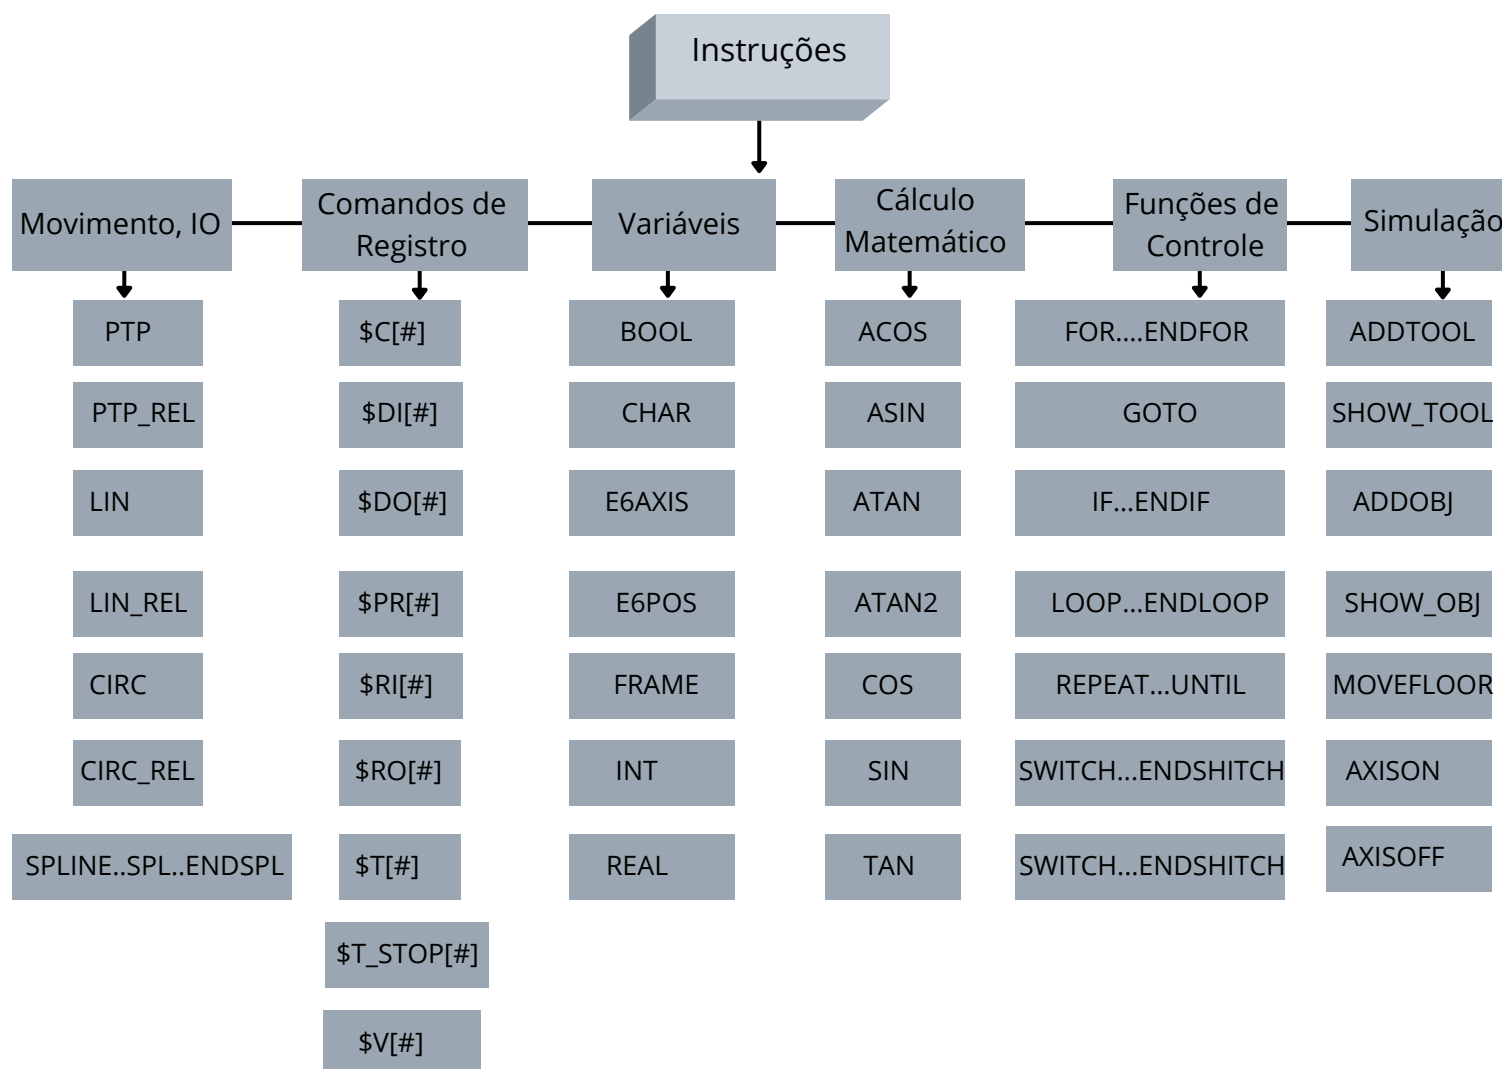 Instruções
Movimento, IO
Comandos de
Registro
Variáveis
Cálculo
Matemático
Funções de
Controle
Simulação
PTP
PTP_REL
LIN
LIN_REL
CIRC
CIRC_REL
SPLINE..SPL..ENDSPL
$C[#]
$DI[#]
$DO[#]
$PR[#]
$RI[#]
$RO[#]
$T[#]
$T_STOP[#]
$V[#]
BOOL
CHAR
E6AXIS
E6POS
FRAME
INT
REAL
ACOS
ASIN
ATAN
ATAN2
COS
SIN
TAN
FOR....ENDFOR
GOTO
IF...ENDIF
LOOP...ENDLOOP
REPEAT...UNTIL
SWITCH...ENDSHITCH
SWITCH...ENDSHITCH
ADDTOOL
SHOW_TOOL
ADDOBJ
SHOW_OBJ
MOVEFLOOR
AXISON
AXISOFF